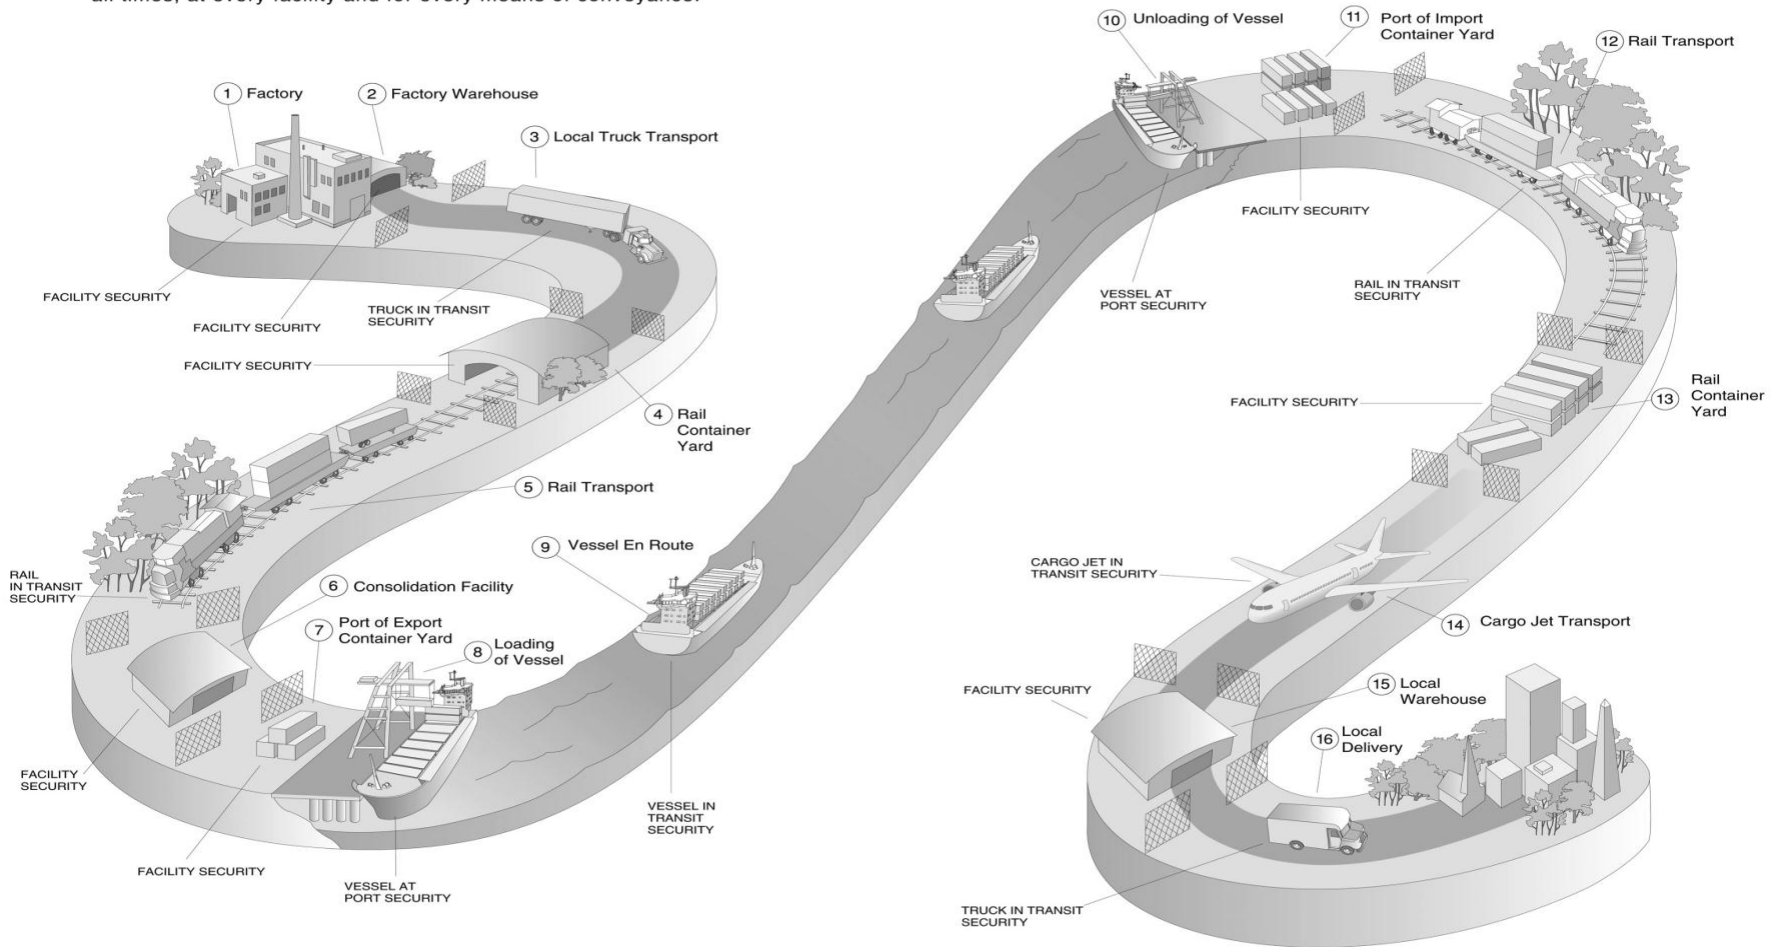 all times, at every facility and for every means of conveyance.
1 Factory
2 Factory Warehouse
3 Local Truck Transport
FACILITY SECURITY
FACILITY SECURITY
TRUCK IN TRANSIT
SECURITY
FACILITY SECURITY
4 Rail
Container
Yard
5 Rail Transport
RAIL
IN TRANSIT
SECURITY
6 Consolidation Facility
7 Port of Export
Container Yard
8 Loading
of Vessel
FACILITY
SECURITY
FACILITY SECURITY
VESSEL AT
PORT SECURITY
9 Vessel En Route
VESSEL IN
TRANSIT
SECURITY
10 Unloading of Vessel
11 Port of Import
Container Yard
12 Rail Transport
VESSEL AT
PORT SECURITY
FACILITY SECURITY
RAIL IN TRANSIT
SECURITY
FACILITY SECURITY
13 Rail
Container
Yard
CARGO JET IN
TRANSIT SECURITY
14 Cargo Jet Transport
FACILITY SECURITY
15 Local
Warehouse
16 Local
Delivery
TRUCK IN TRANSIT
SECURITY